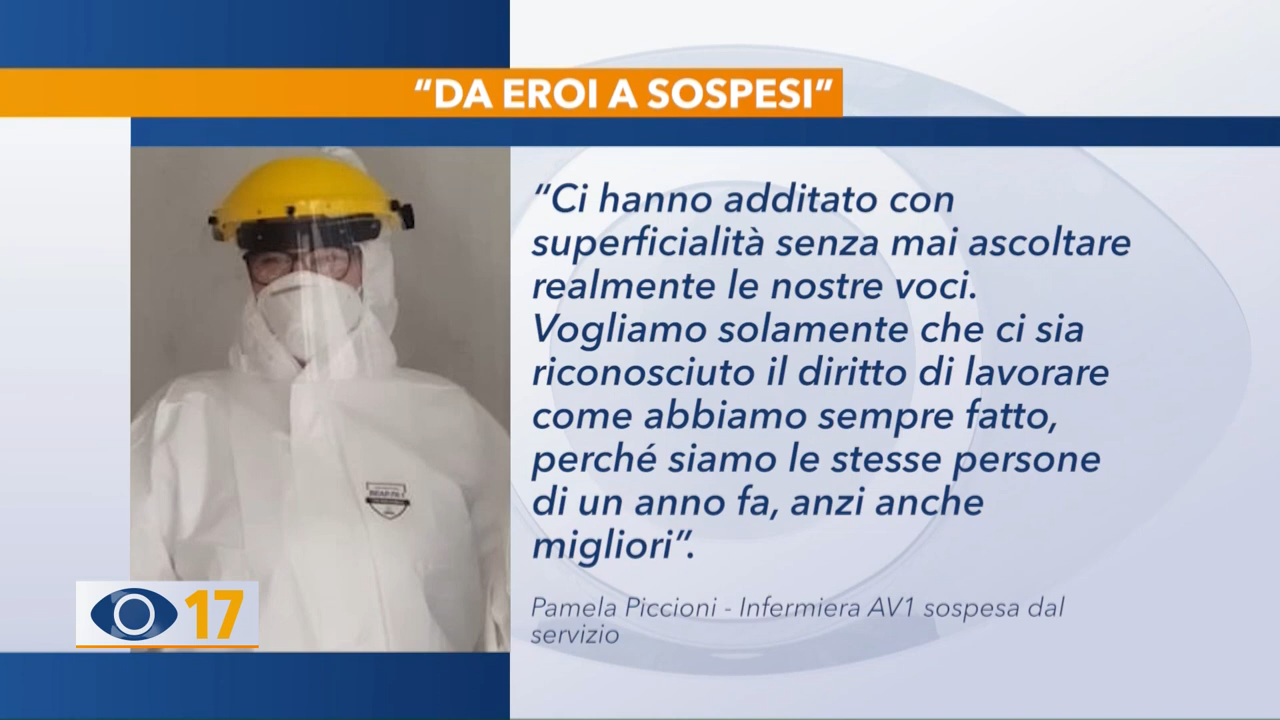 “DA EROI A SOSPESI”
“Ci hanno additato con
superficialità senza mai ascoltare
realmente le nostre voci.
Vogliamo solamente che ci sia
riconosciuto il diritto di lavorare
come abbiamo sempre fatto,
perché siamo le stesse persone
di un anno fa, anzi anche
migliori”.
Pamela Piccioni - Infermiera AV1 sospesa dal
servizio
17